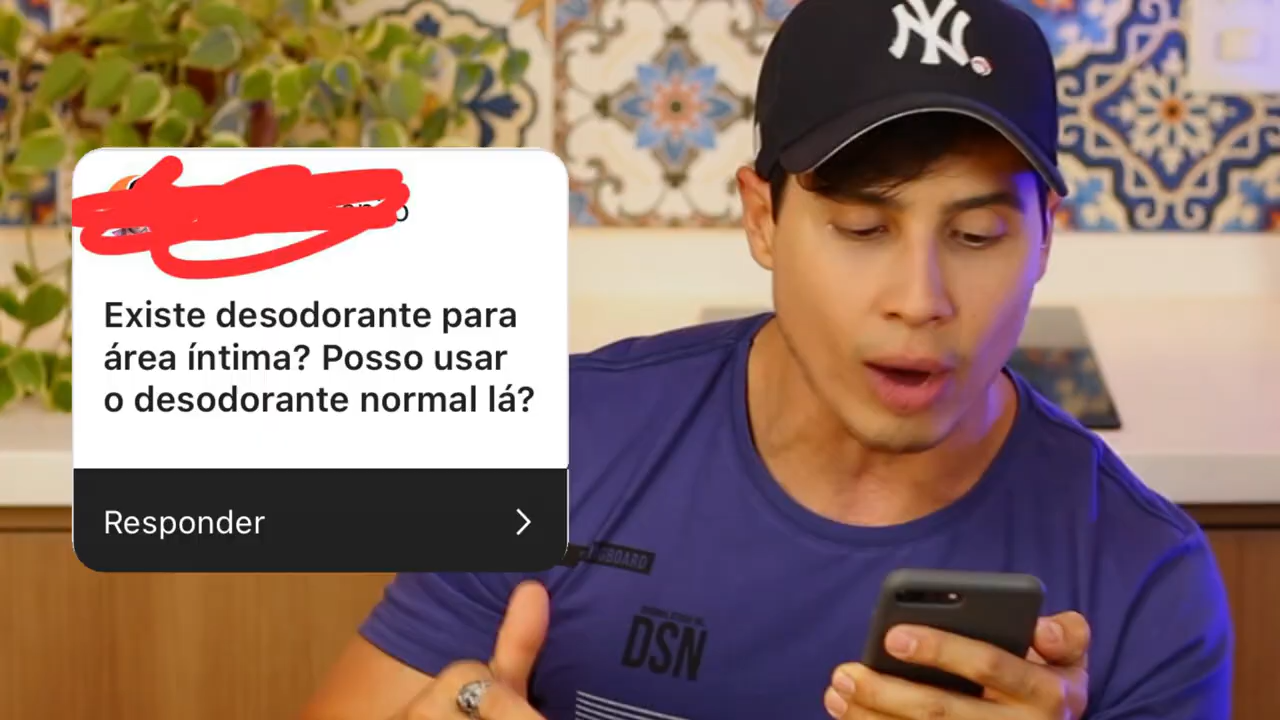 NY
Existe desodorante para
área íntima? Posso usar
o desodorante normal lá?
Responder
DSN